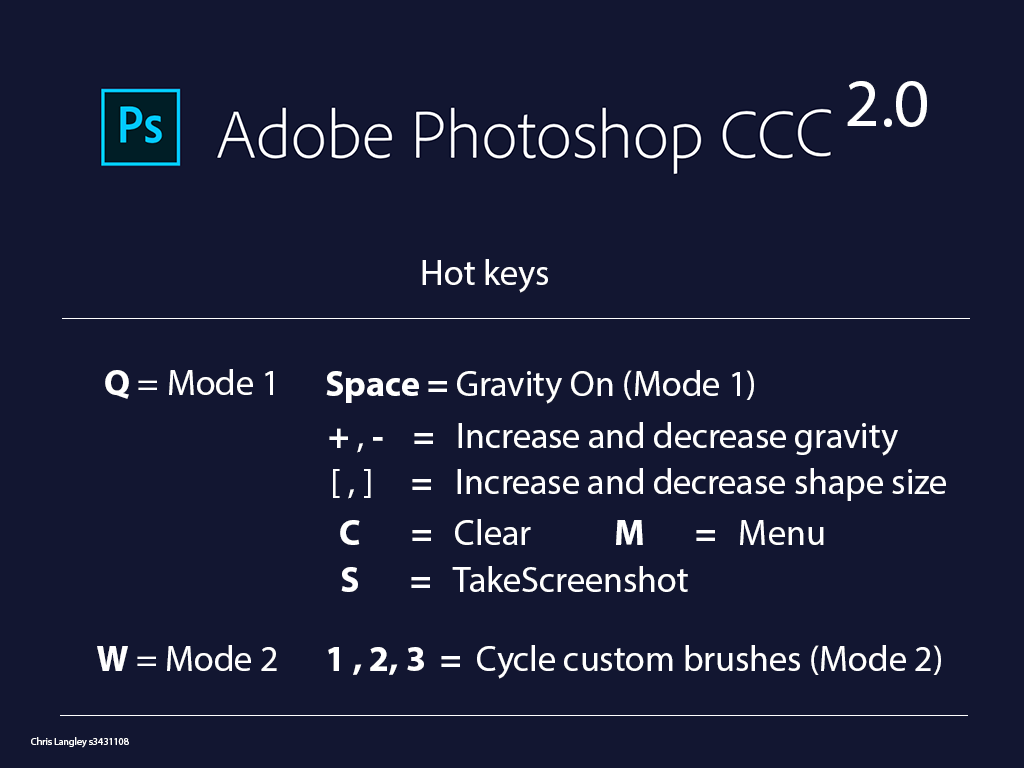 Ps Adobe Photoshop CCC 2.0
Hot keys
Q = Mode 1 Space = Gravity On (Mode 1)
+ , - = Increase and decrease gravity
[ , ] = Increase and decrease shape size
C = Clear M = Menu
S = TakeScreenshot
W = Mode 2 1 , 2, 3 = Cycle custom brushes (Mode 2)
Chris Langley s3431108